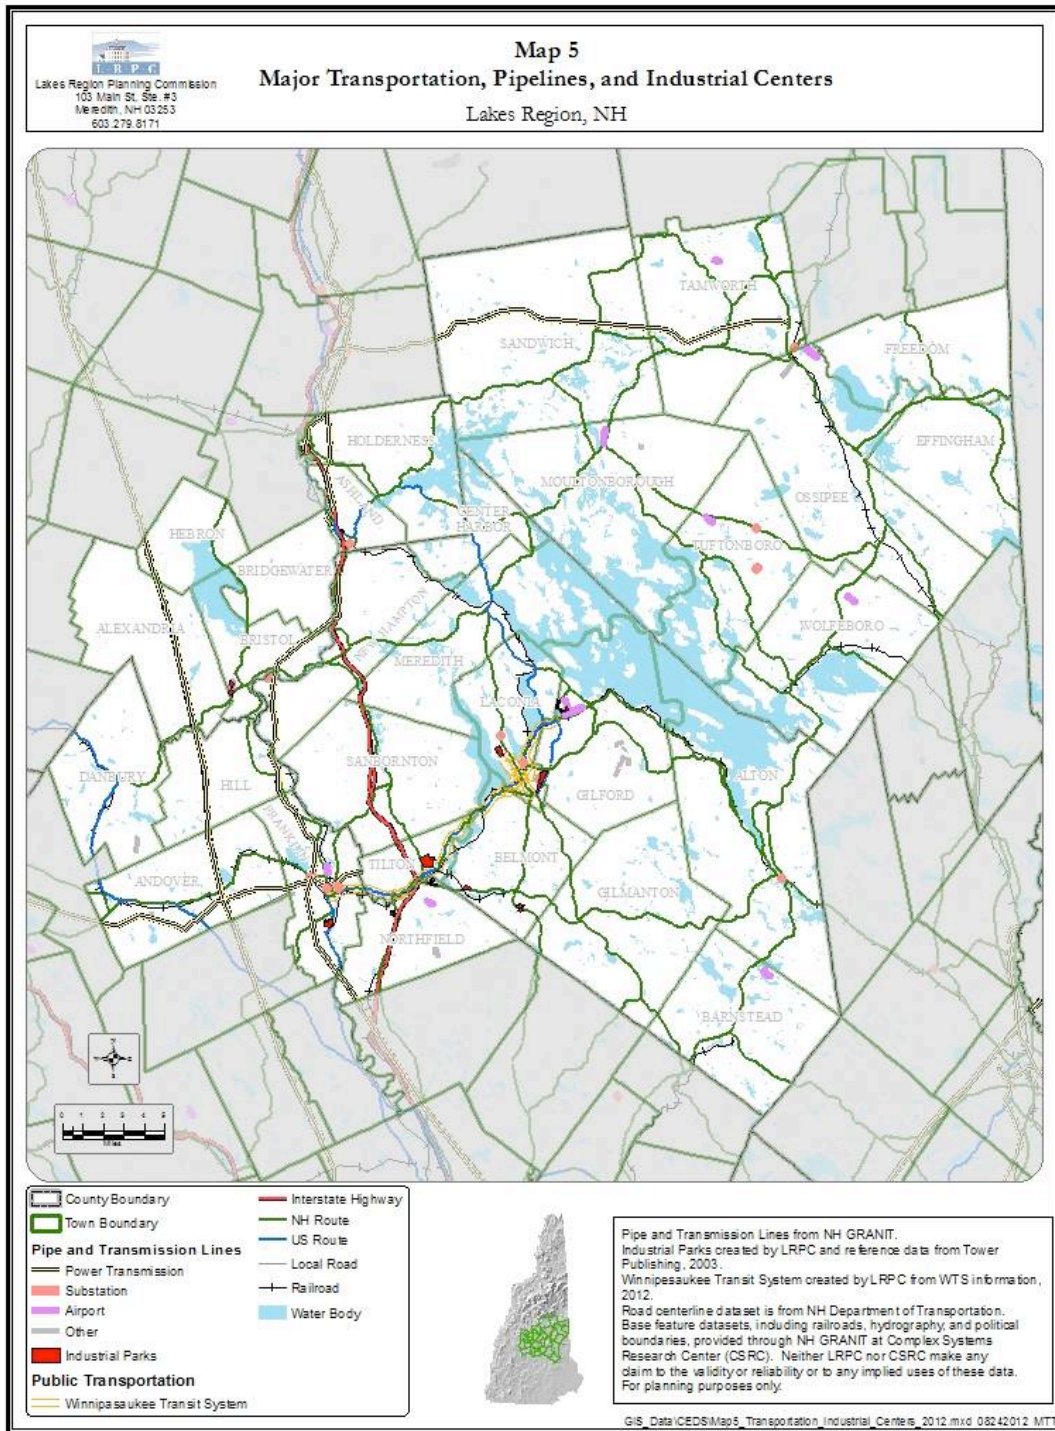 L·R·P·C
Lakes Region Planning Commission
103 Main St, Ste. #3
Meredith, NH 03253
603.279.8171
Map 5
Major Transportation, Pipelines, and Industrial Centers
Lakes Region, NH
TAMWORTH
SANDWICH
FREEDOM
HOLDERNESS
EFFINGHAM
MOULTONBOROUGH
ASHLAND
OSSIPEE
CENTER
HARBOR
HEBRON
TUFTONBORO
BRIDGEWATER
NEW HAMPTON
ALEXANDRIA
WOLFEBORO
BRISTOL
MEREDITH
LACONIA
SANBORNTON
DANBURY
ALTON
HILL
GILFORD
FRANKLIN
TILTON
BELMONT
ANDOVER
GILMANTON
NORTHFIELD
BARNSTEAD
0 1 2 3 4 5
Miles
County Boundary
Town Boundary
Pipe and Transmission Lines
Power Transmission
Substation
Airport
Other
Industrial Parks
Public Transportation
Winnipasaukee Transit System
Interstate Highway
NH Route
US Route
Local Road
Railroad
Water Body
Pipe and Transmission Lines from NH GRANIT.
Industrial Parks created by LRPC and reference data from Tower
Publishing, 2003.
Winnipesaukee Transit System created by LRPC from WTS information,
2012.
Road centerline dataset is from NH Department of Transportation.
Base feature datasets, including railroads, hydrography, and political
boundaries, provided through NH GRANIT at Complex Systems
Research Center (CSRC). Neither LRPC nor CSRC make any
claim to the validity or reliability or to any implied uses of these data.
For planning purposes only.
GIS_Data\CEDS\Map5_Transportation_Industrial_Centers_2012.mxd 08242012 MTT